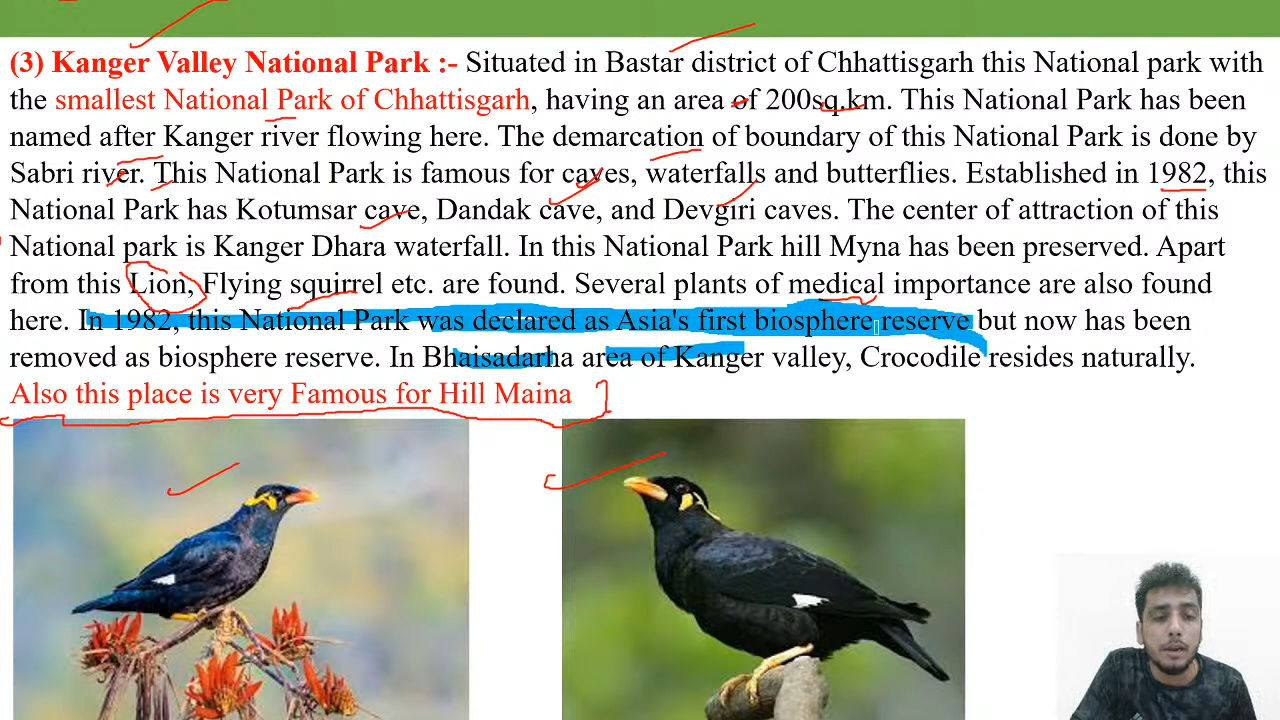 (3) Kanger Valley National Park :- Situated in Bastar district of Chhattisgarh this National park with
the smallest National Park of Chhattisgarh, having an area of 200sq.km. This National Park has been
named after Kanger river flowing here. The demarcation of boundary of this National Park is done by
Sabri river. This National Park is famous for caves, waterfalls and butterflies. Established in 1982, this
National Park has Kotumsar cave, Dandak cave, and Devgiri caves. The center of attraction of this
National park is Kanger Dhara waterfall. In this National Park hill Myna has been preserved. Apart
from this Lion, Flying squirrel etc. are found. Several plants of medical importance are also found
here. In 1982, this National Park was declared as Asia's first biosphere reserve but now has been
removed as biosphere reserve. In Bhaisadarha area of Kanger valley, Crocodile resides naturally.
Also this place is very Famous for Hill Maina